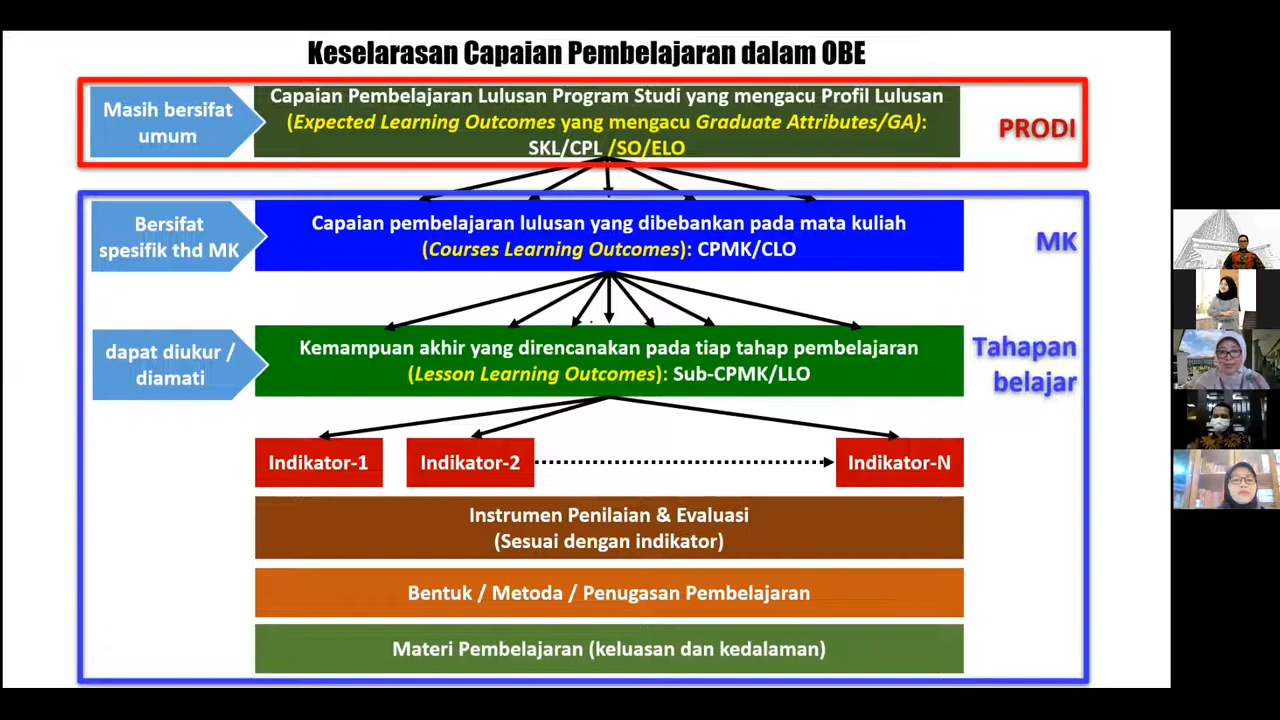 Keselarasan Capaian Pembelajaran dalam OBE
Masih bersifat
umum
Capaian Pembelajaran Lulusan Program Studi yang mengacu Profil Lulusan
(Expected Learning Outcomes yang mengacu Graduate Attributes/GA):
SKL/CPL /SO/ELO
PRODI
Bersifat
spesifik thd MK
Capaian pembelajaran lulusan yang dibebankan pada mata kuliah
(Courses Learning Outcomes): CPMK/CLO
MK
dapat diukur /
diamati
Kemampuan akhir yang direncanakan pada tiap tahap pembelajaran
(Lesson Learning Outcomes): Sub-CPMK/LLO
Tahapan
belajar
Indikator-1
Indikator-2
Indikator-N
Instrumen Penilaian & Evaluasi
(Sesuai dengan indikator)
Bentuk / Metoda / Penugasan Pembelajaran
Materi Pembelajaran (keluasan dan kedalaman)